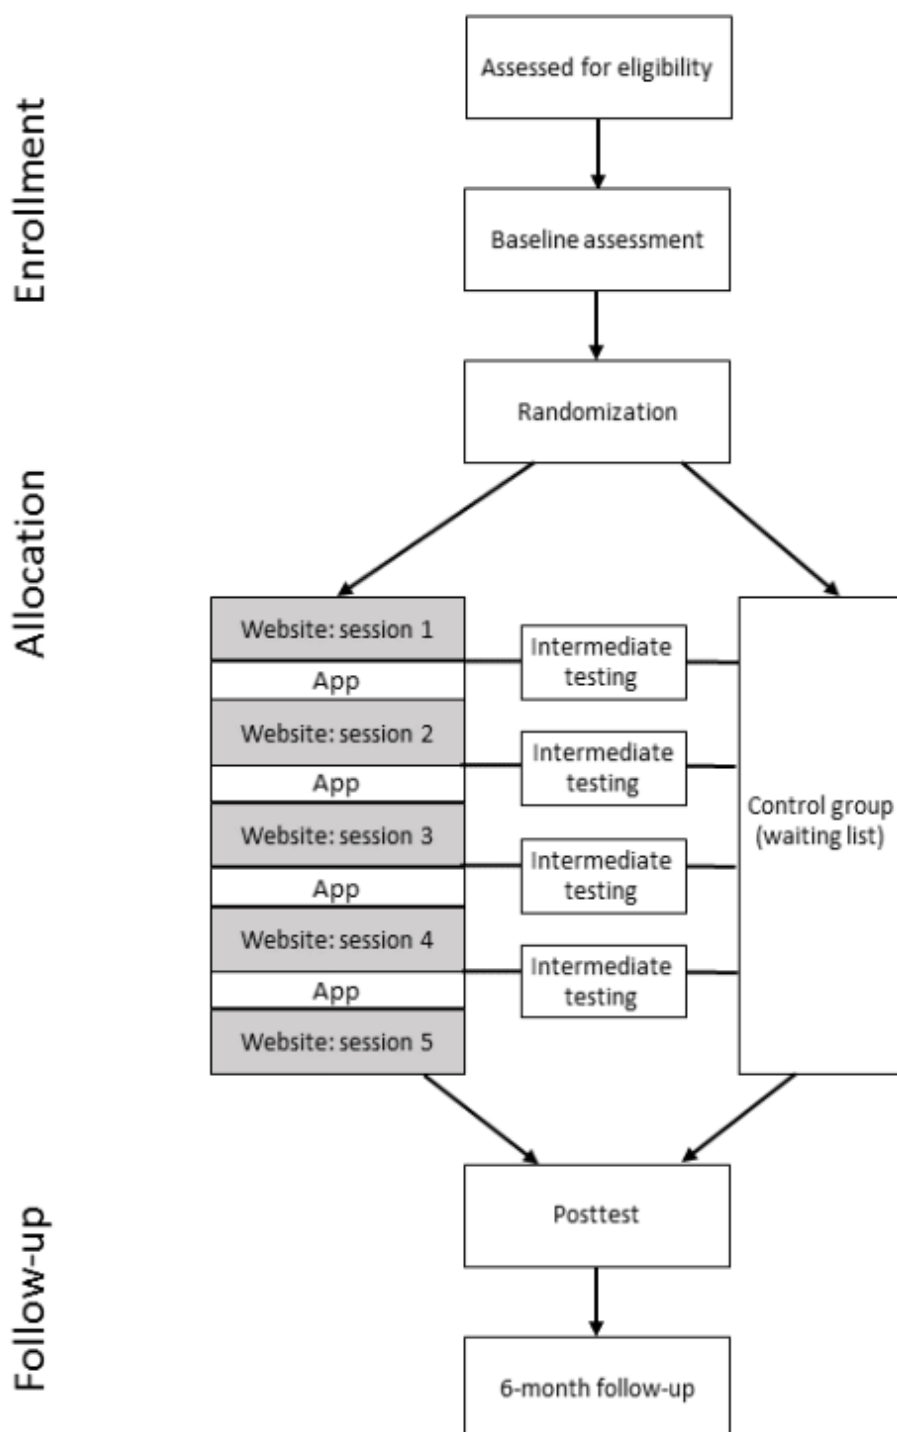 Enrollment
Assessed for eligibility
Baseline assessment
Randomization
Allocation
Website: session 1
App
Website: session 2
App
Website: session 3
App
Website: session 4
App
Website: session 5
Intermediate
testing
Intermediate
testing
Intermediate
testing
Intermediate
testing
Control group
(waiting list)
Follow-up
Posttest
6-month follow-up